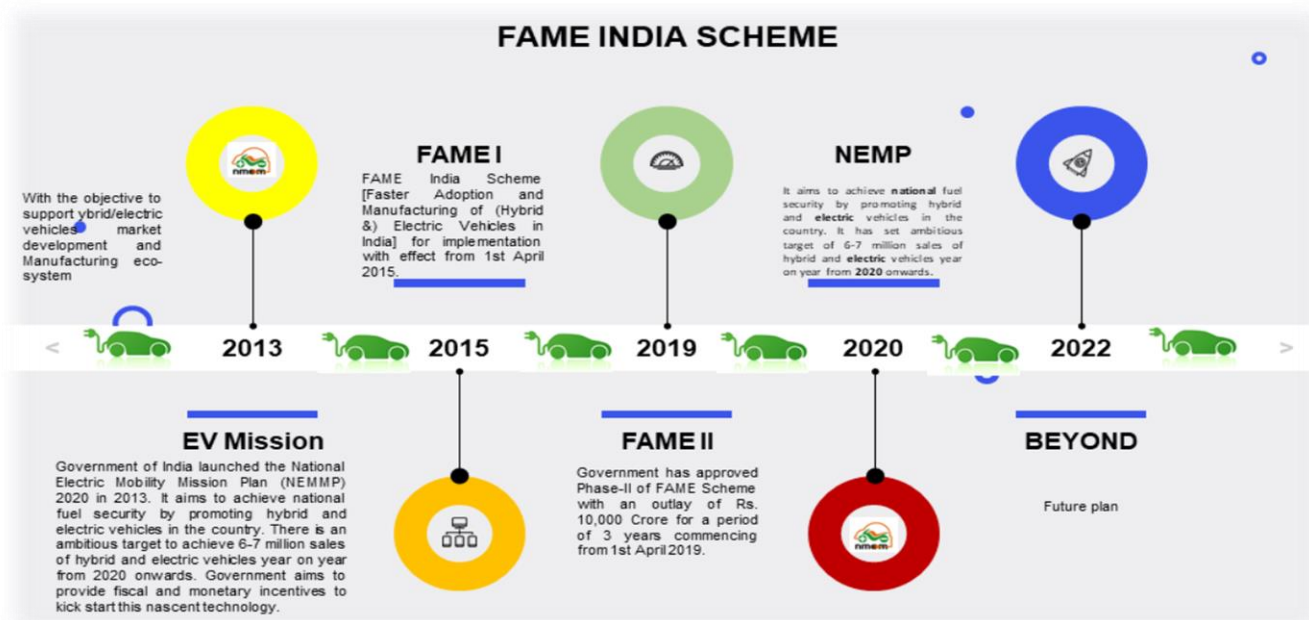 FAME INDIA SCHEME
With the objective to
support ybrid/electric
vehicles market
development and
Manufacturing eco-
system
nmem
FAME I
FAME India Scheme
[Faster Adoption and
Manufacturing of (Hybrid
&) Electric Vehicles in
India] for implementation
with effect from 1st April
2015.
NEMP
It aims to achieve national fuel
security by promoting hybrid
and electric vehicles in the
country. It has set ambitious
target of 6-7 million sales of
hybrid and electric vehicles year
on year from 2020 onwards.
< 2013 2015 2019 2020 2022 >
EV Mission
Government of India launched the National
Electric Mobility Mission Plan (NEMMP)
2020 in 2013. It aims to achieve national
fuel security by promoting hybrid and
electric vehicles in the country. There is an
ambitious target to achieve 6-7 million sales
of hybrid and electric vehicles year on year
from 2020 onwards. Government aims to
provide fiscal and monetary incentives to
kick start this nascent technology.
FAME II
Government has approved
Phase-II of FAME Scheme
with an outlay of Rs.
10,000 Crore for a period
of 3 years commencing
from 1st April 2019.
nmem
BEYOND
Future plan